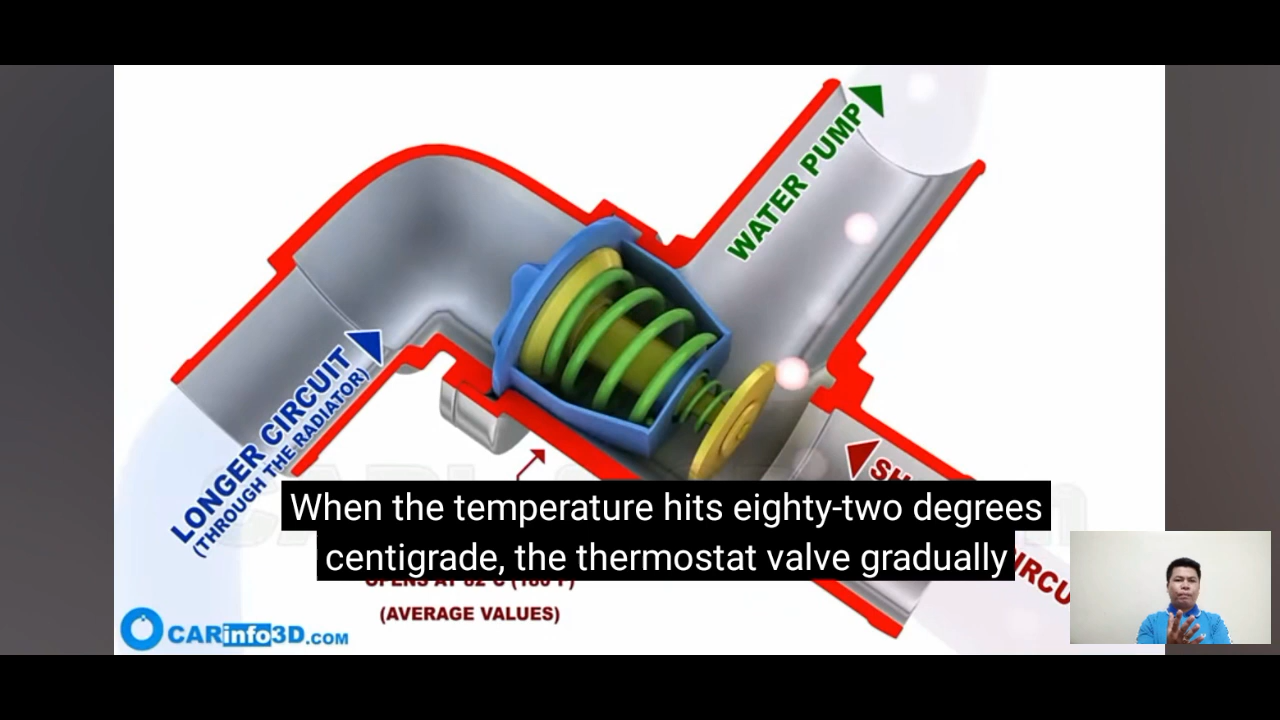 WATER PUMP
LONGER CIRCUIT
(THROUGH THE RADIATOR)
When the temperature hits eighty-two degrees
centigrade, the thermostat valve gradually
(AVERAGE VALUES)
CARinfo3D.COM